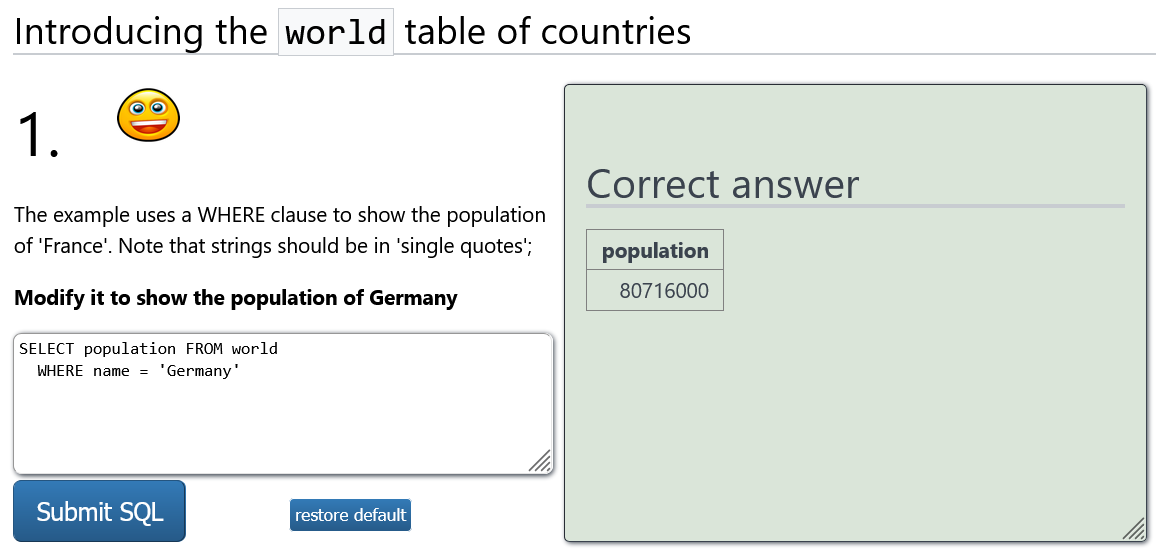 Introducing the world table of countries
1.
The example uses a WHERE clause to show the population
of 'France'. Note that strings should be in 'single quotes';
Modify it to show the population of Germany
SELECT population FROM world
  WHERE name = 'Germany'
Submit SQL
restore default
Correct answer
population
80716000